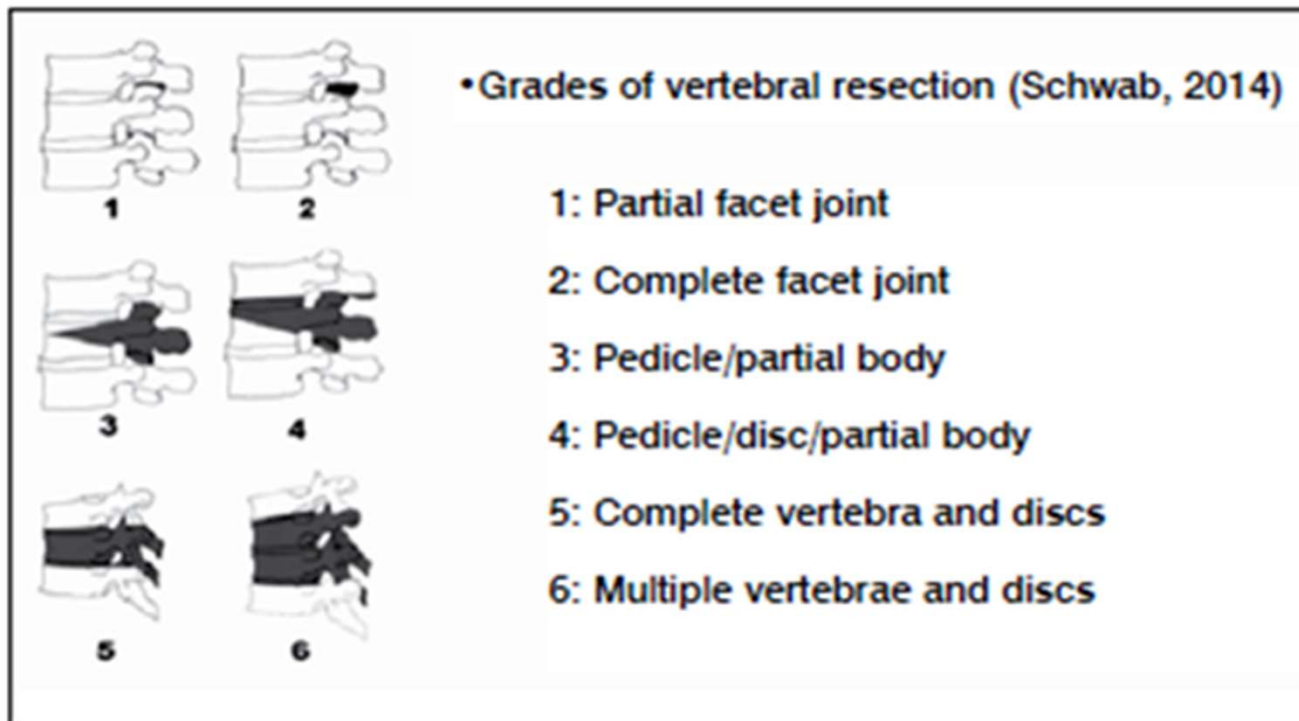 •Grades of vertebral resection (Schwab, 2014)
1: Partial facet joint
2: Complete facet joint
3: Pedicle/partial body
4: Pedicle/disc/partial body
5: Complete vertebra and discs
6: Multiple vertebrae and discs
1 2
3 4
5 6